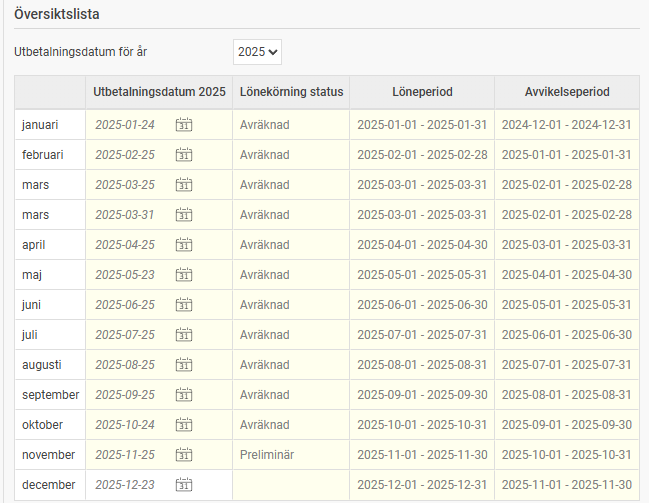 Översiktslista
Utbetalningsdatum för år 2025
Utbetalningsdatum 2025 Lönekörning status Löneperiod Avvikelseperiod
januari 2025-01-24 31 Avräknad 2025-01-01 - 2025-01-31 2024-12-01 - 2024-12-31
februari 2025-02-25 31 Avräknad 2025-02-01 - 2025-02-28 2025-01-01 - 2025-01-31
mars 2025-03-25 31 Avräknad 2025-03-01 - 2025-03-31 2025-02-01 - 2025-02-28
mars 2025-03-31 31 Avräknad 2025-03-01 - 2025-03-31 2025-02-01 - 2025-02-28
april 2025-04-25 31 Avräknad 2025-04-01 - 2025-04-30 2025-03-01 - 2025-03-31
maj 2025-05-23 31 Avräknad 2025-05-01 - 2025-05-31 2025-04-01 - 2025-04-30
juni 2025-06-25 31 Avräknad 2025-06-01 - 2025-06-30 2025-05-01 - 2025-05-31
juli 2025-07-25 31 Avräknad 2025-07-01 - 2025-07-31 2025-06-01 - 2025-06-30
augusti 2025-08-25 31 Avräknad 2025-08-01 - 2025-08-31 2025-07-01 - 2025-07-31
september 2025-09-25 31 Avräknad 2025-09-01 - 2025-09-30 2025-08-01 - 2025-08-31
oktober 2025-10-24 31 Avräknad 2025-10-01 - 2025-10-31 2025-09-01 - 2025-09-30
november 2025-11-25 31 Preliminär 2025-11-01 - 2025-11-30 2025-10-01 - 2025-10-31
december 2025-12-23 31 2025-12-01 - 2025-12-31 2025-11-01 - 2025-11-30